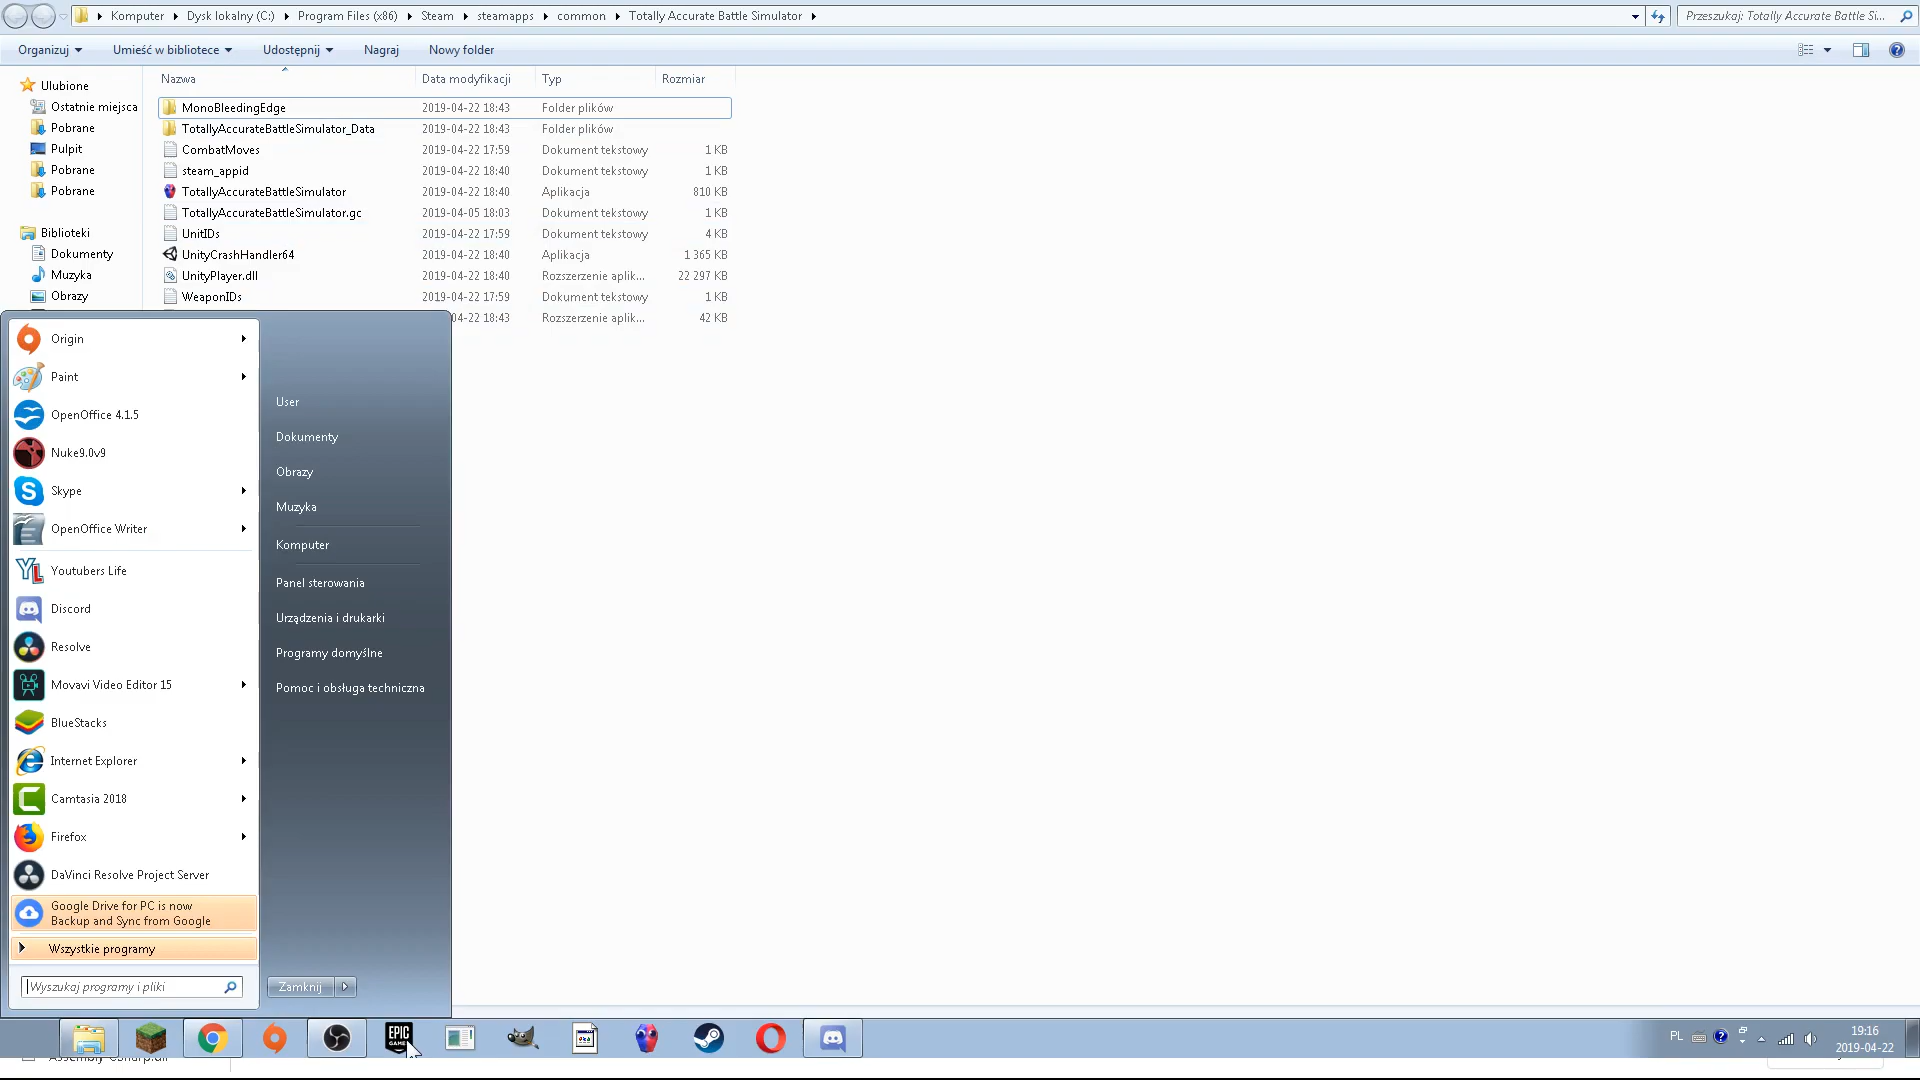 Komputer Dysk lokalny (C:) Program Files (x86) Steam steamapps common Totally Accurate Battle Simulator
Przeszukaj: Totally Accurate Battle Si...
Organizuj Umieść w bibliotece Udostępnij Nagraj Nowy folder
Ulubione
Ostatnie miejsca
Pobrane
Pulpit
Pobrane
Pobrane
Biblioteki
Dokumenty
Muzyka
Obrazy
Nazwa Data modyfikacji Typ Rozmiar
MonoBleedingEdge 2019-04-22 18:43 Folder plików
TotallyAccurateBattleSimulator_Data 2019-04-22 18:43 Folder plików
CombatMoves 2019-04-22 17:59 Dokument tekstowy 1 KB
steam_appid 2019-04-22 18:40 Dokument tekstowy 1 KB
TotallyAccurateBattleSimulator 2019-04-22 18:40 Aplikacja 810 KB
TotallyAccurateBattleSimulator.gc 2019-04-05 18:03 Dokument tekstowy 1 KB
UnitIDs 2019-04-22 17:59 Dokument tekstowy 4 KB
UnityCrashHandler64 2019-04-22 18:40 Aplikacja 1 365 KB
UnityPlayer.dll 2019-04-22 18:40 Rozszerzenie aplik... 22 297 KB
WeaponIDs 2019-04-22 17:59 Dokument tekstowy 1 KB
04-22 18:43 Rozszerzenie aplik... 42 KB
Origin
Paint
OpenOffice 4.1.5
Nuke9.0v9
Skype
OpenOffice Writer
Youtubers Life
Discord
Resolve
Movavi Video Editor 15
BlueStacks
Internet Explorer
Camtasia 2018
Firefox
DaVinci Resolve Project Server
Google Drive for PC is now
Backup and Sync from Google
Wszystkie programy
Wyszukaj programy i pliki
User
Dokumenty
Obrazy
Muzyka
Komputer
Panel sterowania
Urządzenia i drukarki
Programy domyślne
Pomoc i obsługa techniczna
Zamknij
EPIC
PL
19:16
2019-04-22